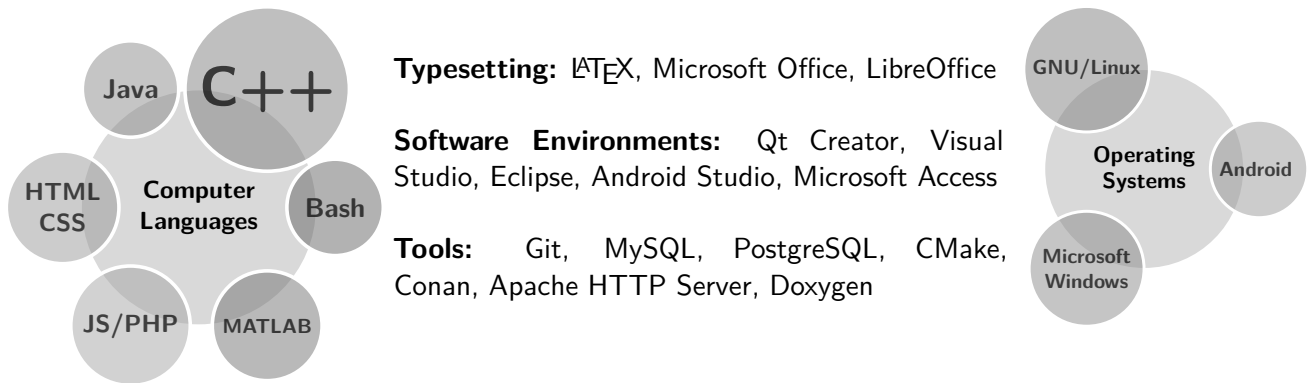 Java
C++
HTML
CSS
Computer
Languages
Bash
JS/PHP
MATLAB
Typesetting: LATEX, Microsoft Office, LibreOffice
Software Environments: Qt Creator, Visual
Studio, Eclipse, Android Studio, Microsoft Access
Tools: Git, MySQL, PostgreSQL, CMake,
Conan, Apache HTTP Server, Doxygen
GNU/Linux
Operating
Systems
Android
Microsoft
Windows